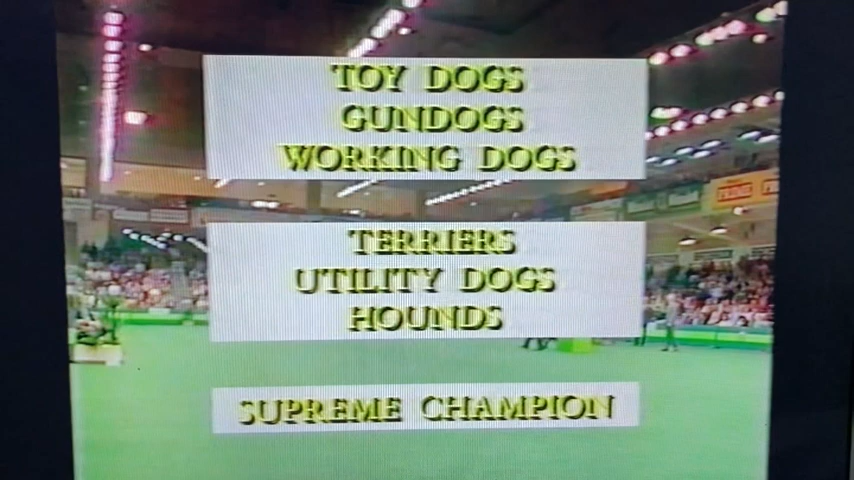 TOY DOGS
GUNDOGS
WORKING DOGS
TERRIERS
UTILITY DOGS
HOUNDS
SUPREME CHAMPION